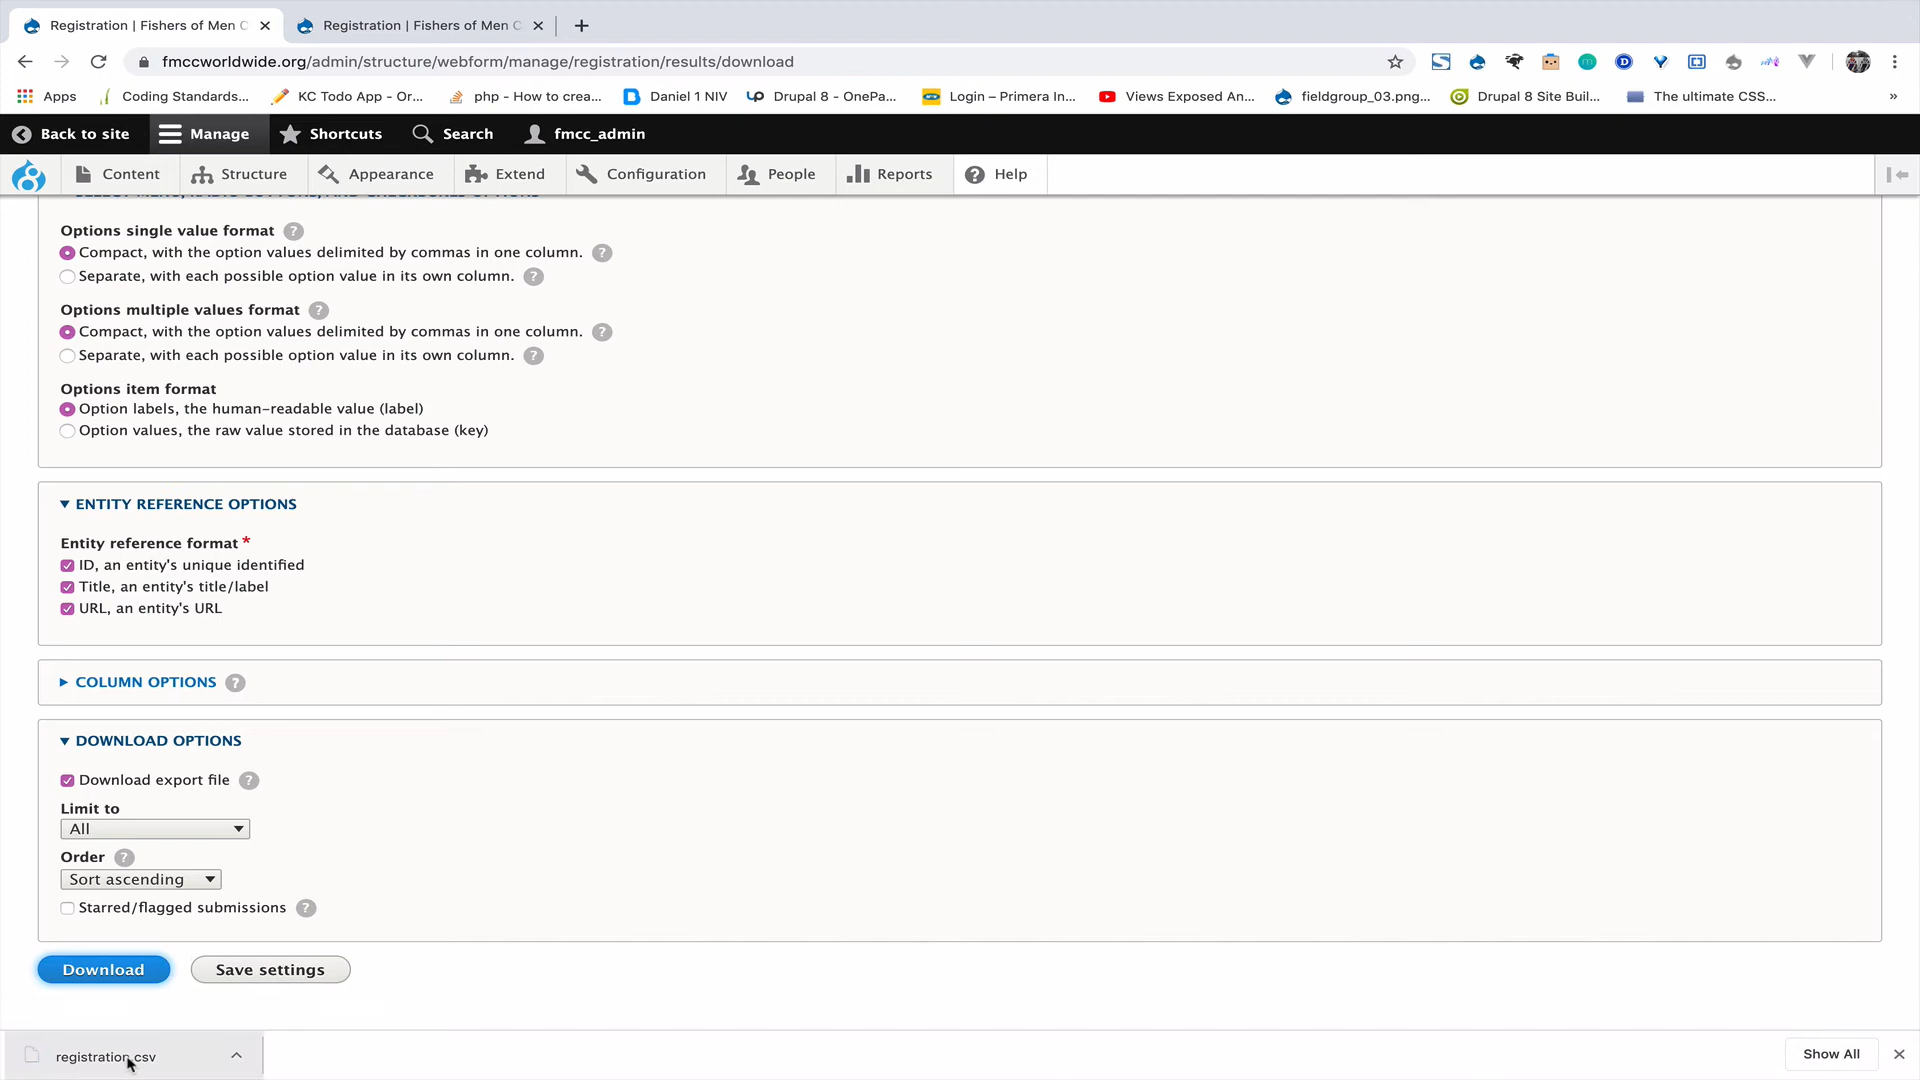 Registration | Fishers of Men C
Registration | Fishers of Men C
fmccworldwide.org/admin/structure/webform/manage/registration/results/download
Apps
Coding Standards...
KC Todo App - Or...
php - How to crea...
Daniel 1 NIV
Drupal 8 - OnePa...
Login – Primera In...
Views Exposed An...
fieldgroup_03.png...
Drupal 8 Site Buil...
The ultimate CSS...
»
Back to site
Manage
Shortcuts
Search
fmcc_admin
Content
Structure
Appearance
Extend
Configuration
People
Reports
Help
SELECT MENU, RADIO BUTTONS, AND CHECKBOXES OPTIONS
Options single value format ?
Compact, with the option values delimited by commas in one column. ?
Separate, with each possible option value in its own column. ?
Options multiple values format ?
Compact, with the option values delimited by commas in one column. ?
Separate, with each possible option value in its own column. ?
Options item format
Option labels, the human-readable value (label)
Option values, the raw value stored in the database (key)
ENTITY REFERENCE OPTIONS
Entity reference format *
ID, an entity's unique identified
Title, an entity's title/label
URL, an entity's URL
COLUMN OPTIONS ?
DOWNLOAD OPTIONS
Download export file ?
Limit to
All
Order ?
Sort ascending
Starred/flagged submissions ?
Download
Save settings
registration.csv
Show All